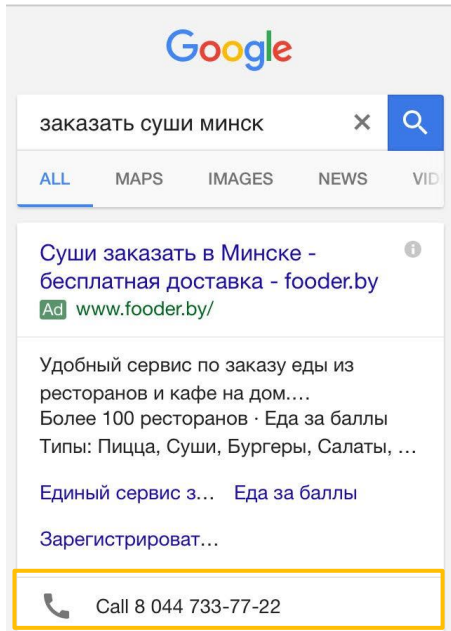 Google
заказать суши минск
ALL MAPS IMAGES NEWS VID
Суши заказать в Минске -
бесплатная доставка - fooder.by
Ad www.fooder.by/
Удобный сервис по заказу еды из
ресторанов и кафе на дом....
Более 100 ресторанов · Еда за баллы
Типы: Пицца, Суши, Бургеры, Салаты, ...
Единый сервис з... Еда за баллы
Зарегистрироват...
Call 8 044 733-77-22